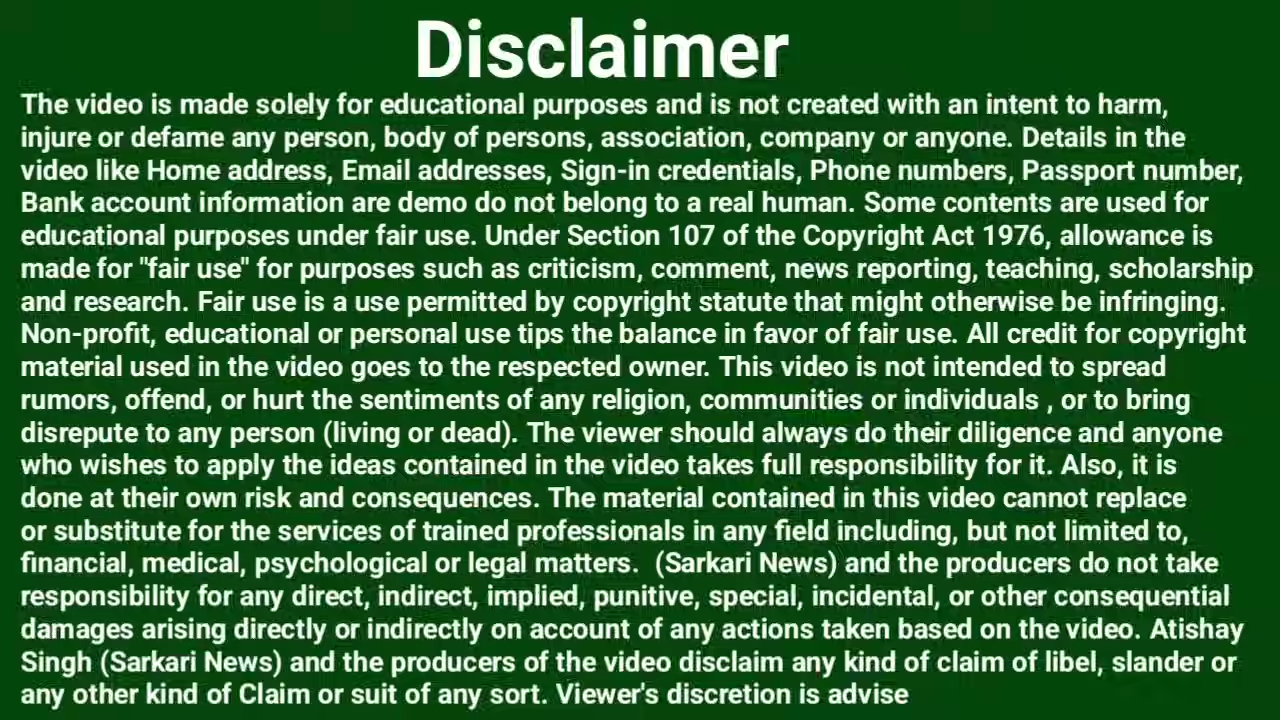 Disclaimer
The video is made solely for educational purposes and is not created with an intent to harm,
injure or defame any person, body of persons, association, company or anyone. Details in the
video like Home address, Email addresses, Sign-in credentials, Phone numbers, Passport number,
Bank account information are demo do not belong to a real human. Some contents are used for
educational purposes under fair use. Under Section 107 of the Copyright Act 1976, allowance is
made for "fair use" for purposes such as criticism, comment, news reporting, teaching, scholarship
and research. Fair use is a use permitted by copyright statute that might otherwise be infringing.
Non-profit, educational or personal use tips the balance in favor of fair use. All credit for copyright
material used in the video goes to the respected owner. This video is not intended to spread
rumors, offend, or hurt the sentiments of any religion, communities or individuals , or to bring
disrepute to any person (living or dead). The viewer should always do their diligence and anyone
who wishes to apply the ideas contained in the video takes full responsibility for it. Also, it is
done at their own risk and consequences. The material contained in this video cannot replace
or substitute for the services of trained professionals in any field including, but not limited to,
financial, medical, psychological or legal matters.  (Sarkari News) and the producers do not take
responsibility for any direct, indirect, implied, punitive, special, incidental, or other consequential
damages arising directly or indirectly on account of any actions taken based on the video. Atishay
Singh (Sarkari News) and the producers of the video disclaim any kind of claim of libel, slander or
any other kind of Claim or suit of any sort. Viewer's discretion is advise